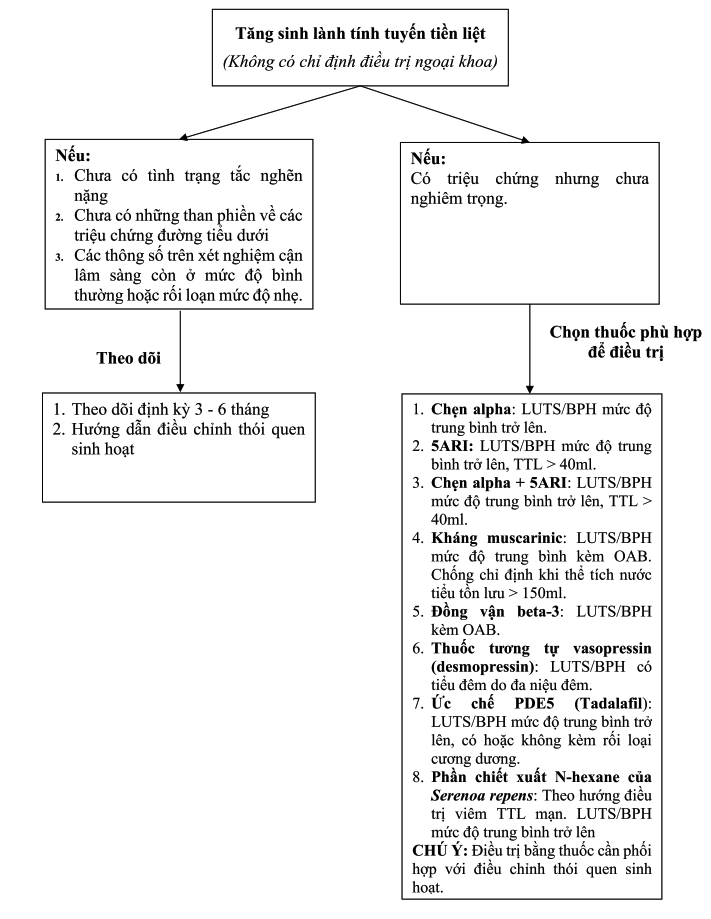 Tăng sinh lành tính tuyến tiền liệt
(Không có chỉ định điều trị ngoại khoa)
Nếu:
1. Chưa có tình trạng tắc nghẽn
nặng
2. Chưa có những than phiền về các
triệu chứng đường tiểu dưới
3. Các thông số trên xét nghiệm cận
lâm sàng còn ở mức độ bình
thường hoặc rối loạn mức độ nhẹ.
Theo dõi
1. Theo dõi định kỳ 3 - 6 tháng
2. Hướng dẫn điều chỉnh thói quen
sinh hoạt
Nếu:
Có triệu chứng nhưng chưa
nghiêm trọng.
Chọn thuốc phù hợp
để điều trị
1. Chẹn alpha: LUTS/BPH mức độ
trung bình trở lên.
2. 5ARI: LUTS/BPH mức độ trung
bình trở lên, TTL > 40ml.
3. Chẹn alpha + 5ARI: LUTS/BPH
mức độ trung bình trở lên, TTL >
40ml.
4. Kháng muscarinic: LUTS/BPH
mức độ trung bình kèm OAB.
Chống chỉ định khi thể tích nước
tiểu tồn lưu > 150ml.
5. Đồng vận beta-3: LUTS/BPH
kèm OAB.
6. Thuốc tương tự vasopressin
(desmopressin): LUTS/BPH có
tiểu đêm do đa niệu đêm.
7. Ức chế PDE5 (Tadalafil):
LUTS/BPH mức độ trung bình trở
lên, có hoặc không kèm rối loại
cương dương.
8. Phần chiết xuất N-hexane của
Serenoa repens: Theo hướng điều
trị viêm TTL mạn. LUTS/BPH
mức độ trung bình trở lên
CHÚ Ý: Điều trị bằng thuốc cần phối
hợp với điều chỉnh thói quen sinh
hoạt.